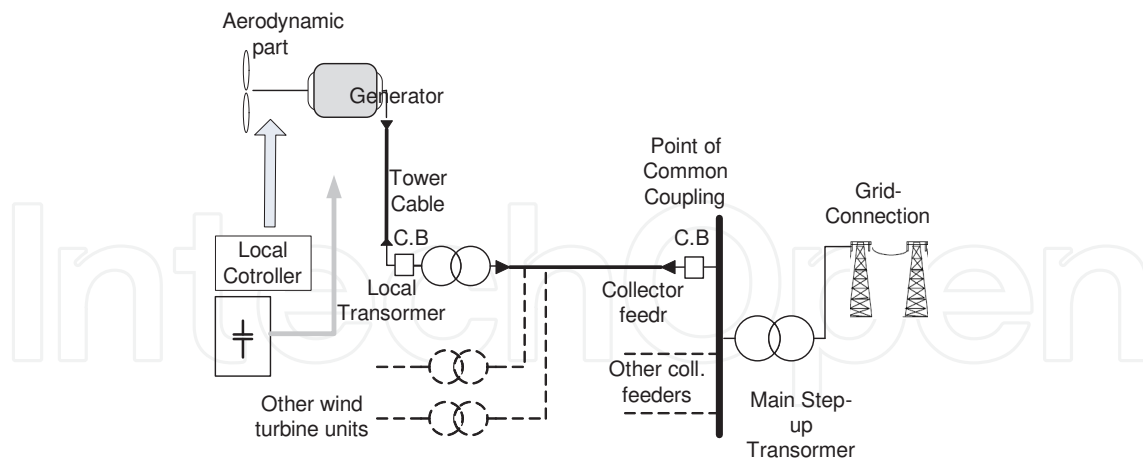 Aerodynamic
part
Generator
Tower
Cable
C.B
Local
Cotroller
Local
Transormer
Point of
Common
Coupling
C.B
Grid-
Connection
Collector
feedr
Other coll.
feeders
Other wind
turbine units
Main Step-
up
Transormer
IntechOpen